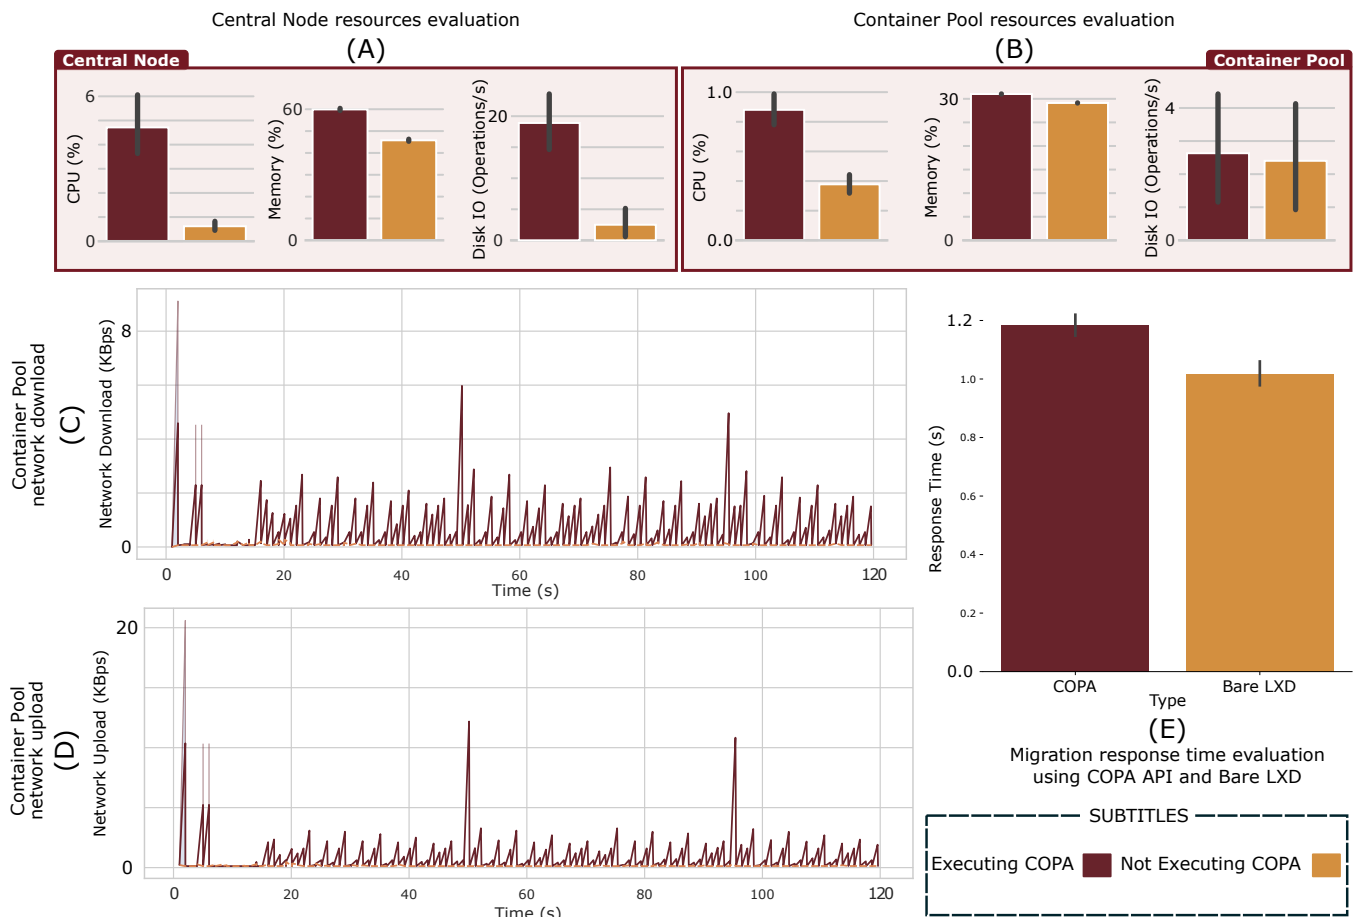 Central Node resources evaluation
(A)
Container Pool resources evaluation
(B)
Central Node
Container Pool
CPU (%)
6
0
Memory (%)
60
0
Disk IO (Operations/s)
20
0
CPU (%)
1.0
0.0
Memory (%)
30
0
Disk IO (Operations/s)
4
0
Container Pool
network download
(C)
Network Download (KBps)
8
0
0 20 40 60 80 100 120
Time (s)
Container Pool
network upload
(D)
Network Upload (KBps)
20
0
0 20 40 60 80 100 120
Time (s)
Response Time (s)
1.2
1.0
0.8
0.6
0.4
0.2
0.0
COPA Bare LXD
Type
(E)
Migration response time evaluation
using COPA API and Bare LXD
SUBTITLES
Executing COPA Not Executing COPA